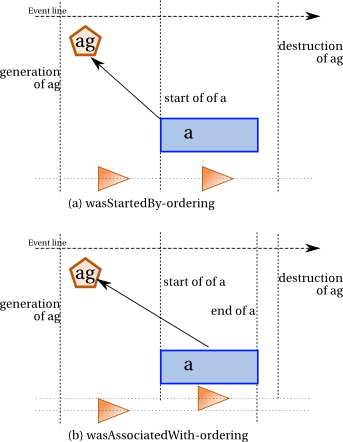 Event line
ag
destruction
of ag
generation
of ag
start of of a
a
(a) wasStartedBy-ordering
Event line
ag
start of of a
destruction
of ag
generation
of ag
end of a
a
(b) wasAssociatedWith-ordering